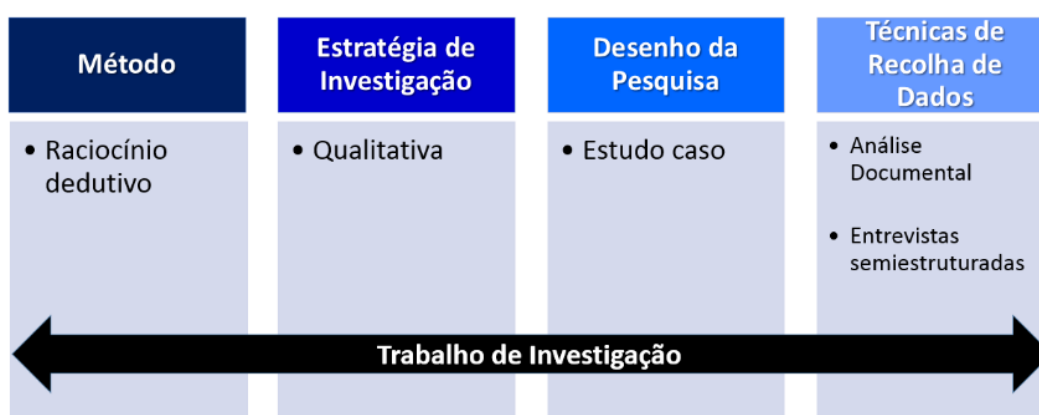 Método
• Raciocínio
dedutivo
Estratégia de
Investigação
• Qualitativa
Desenho da
Pesquisa
• Estudo caso
Técnicas de
Recolha de
Dados
• Análise
Documental
• Entrevistas
semiestruturadas
Trabalho de Investigação